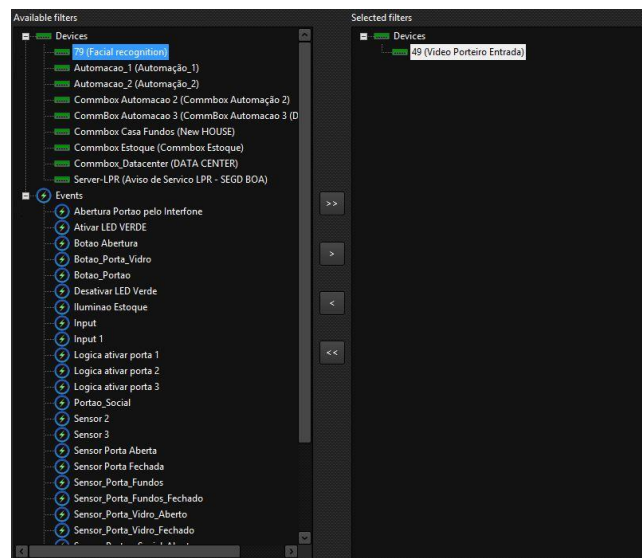 Available filters
Devices
79 (Facial recognition)
Automacao_1 (Automação_1)
Automacao_2 (Automação_2)
Commbox Automacao 2 (Commbox Automação 2)
CommBox Automacao 3 (CommBox Automacao 3 (D
Commbox Casa Fundos (New HOUSE)
Commbox Estoque (Commbox Estoque)
Commbox_Datacenter (DATA CENTER)
Server-LPR (Aviso de Servico LPR - SEGD BOA)
Events
Abertura Portao pelo Interfone
Ativar LED VERDE
Botao Abertura
Botao_Porta_Vidro
Botao_Portao
Desativar LED Verde
Iluminao Estoque
Input
Input 1
Logica ativar porta 1
Logica ativar porta 2
Logica ativar porta 3
Portao_Social
Sensor 2
Sensor 3
Sensor Porta Aberta
Sensor Porta Fechada
Sensor_Porta_Fundos
Sensor_Porta_Fundos_Fechado
Sensor_Porta_Vidro_Aberto
Sensor_Porta_Vidro_Fechado
>>
>
<
<<
Selected filters
Devices
49 (Video Porteiro Entrada)